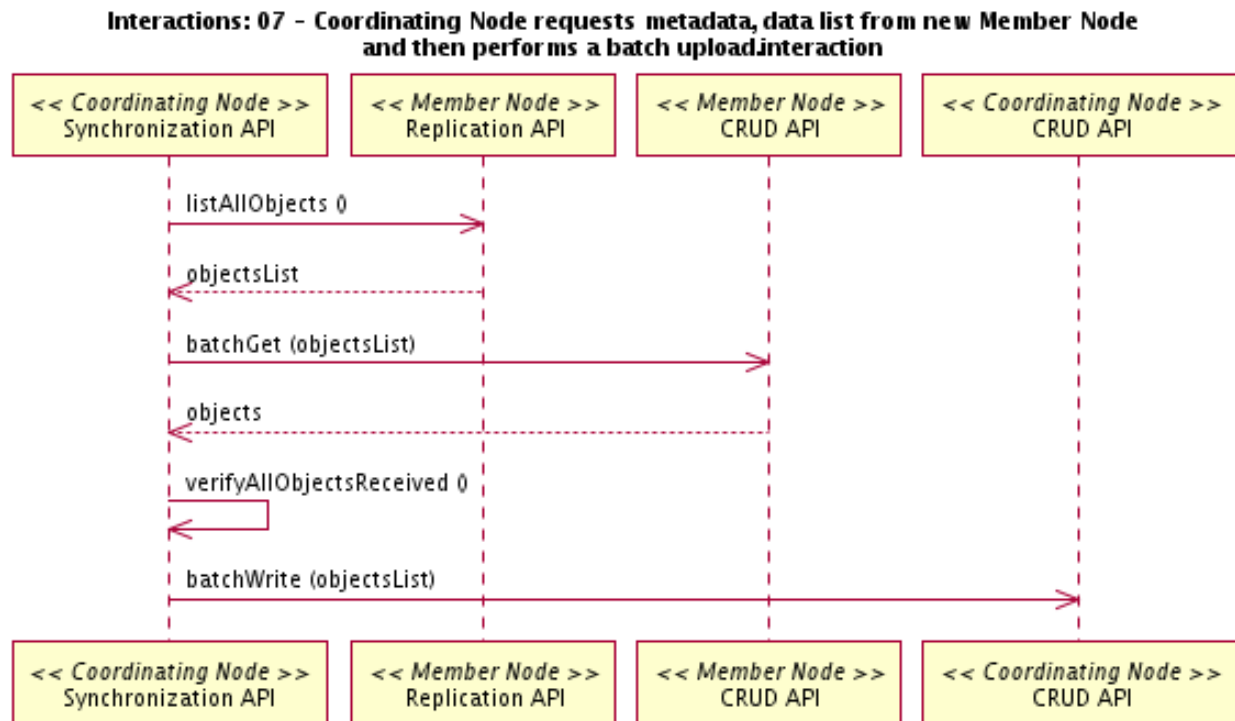 Interactions: 07 - Coordinating Node requests metadata, data list from new Member Node
and then performs a batch upload.interaction
<< Coordinating Node >>
Synchronization API
<< Member Node >>
Replication API
<< Member Node >>
CRUD API
<< Coordinating Node >>
CRUD API
listAllObjects ()
objectsList
batchGet (objectsList)
objects
verifyAllObjectsReceived ()
batchWrite (objectsList)
<< Coordinating Node >>
Synchronization API
<< Member Node >>
Replication API
<< Member Node >>
CRUD API
<< Coordinating Node >>
CRUD API